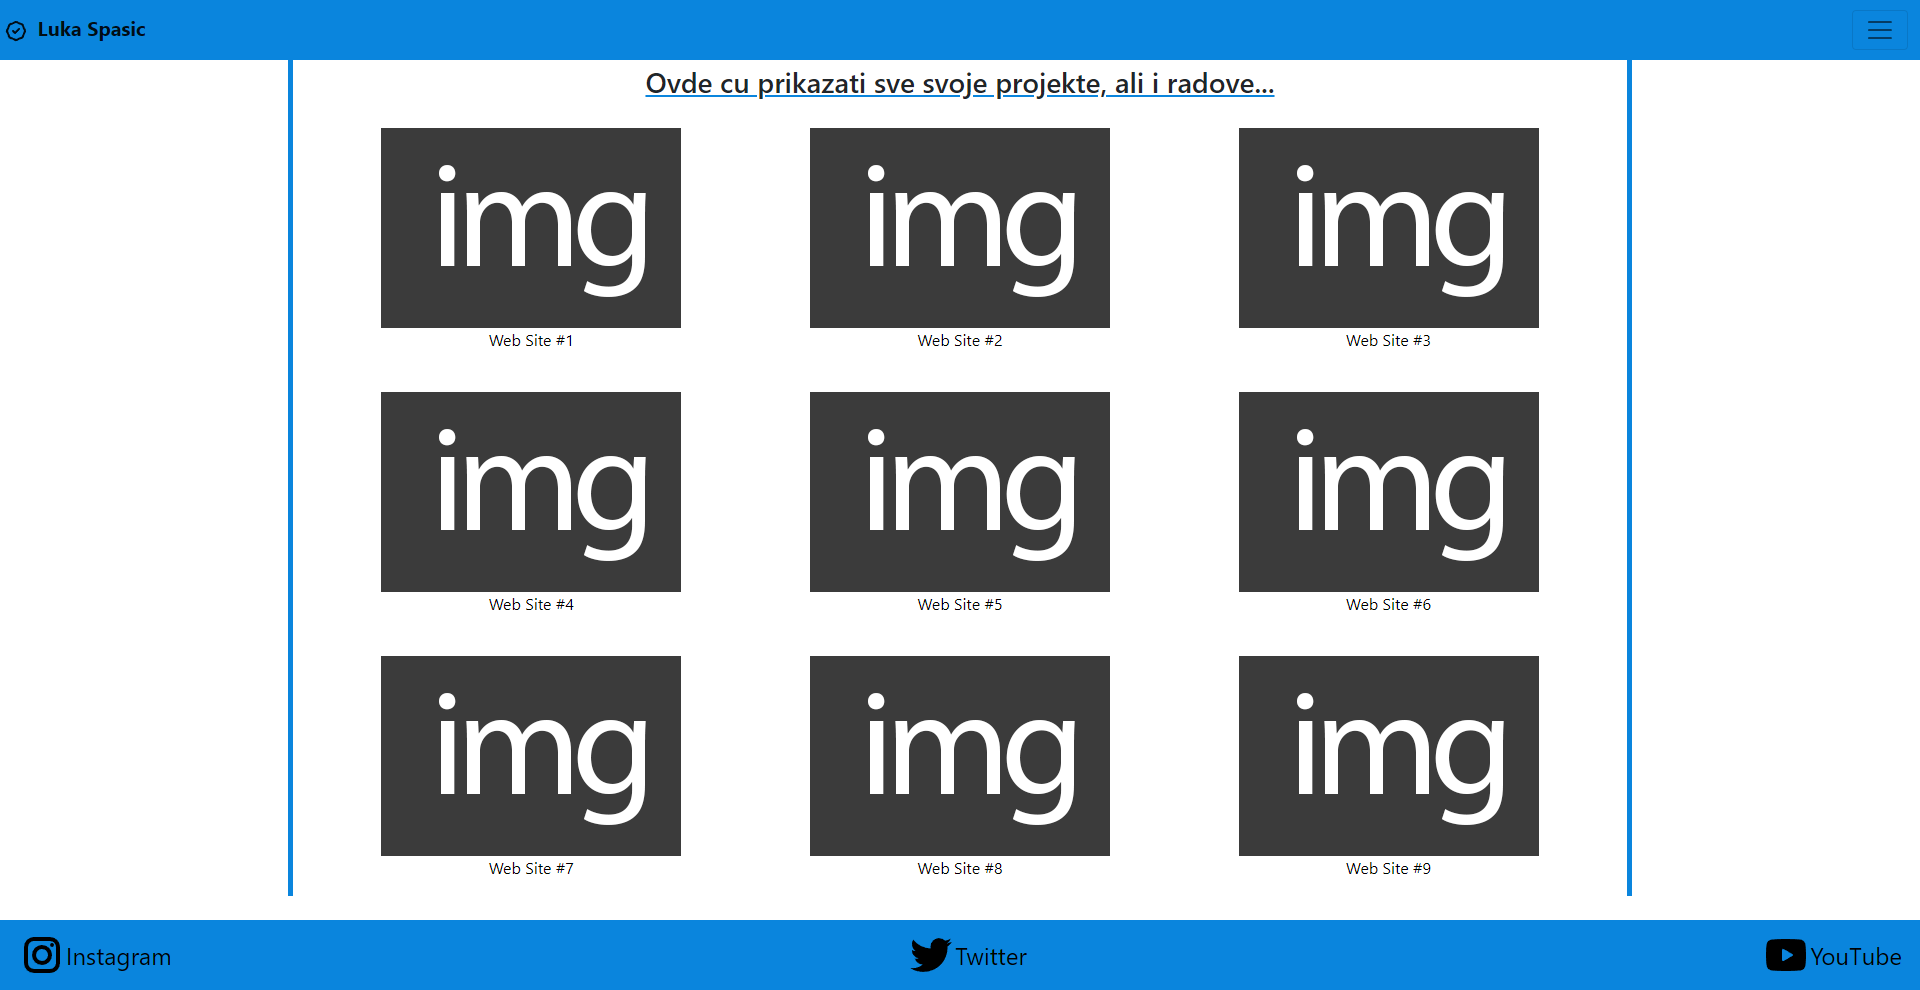 Luka Spasic
Ovde cu prikazati sve svoje projekte, ali i radove...
img img img
Web Site #1 Web Site #2 Web Site #3
img img img
Web Site #4 Web Site #5 Web Site #6
img img img
Web Site #7 Web Site #8 Web Site #9
Instagram Twitter YouTube